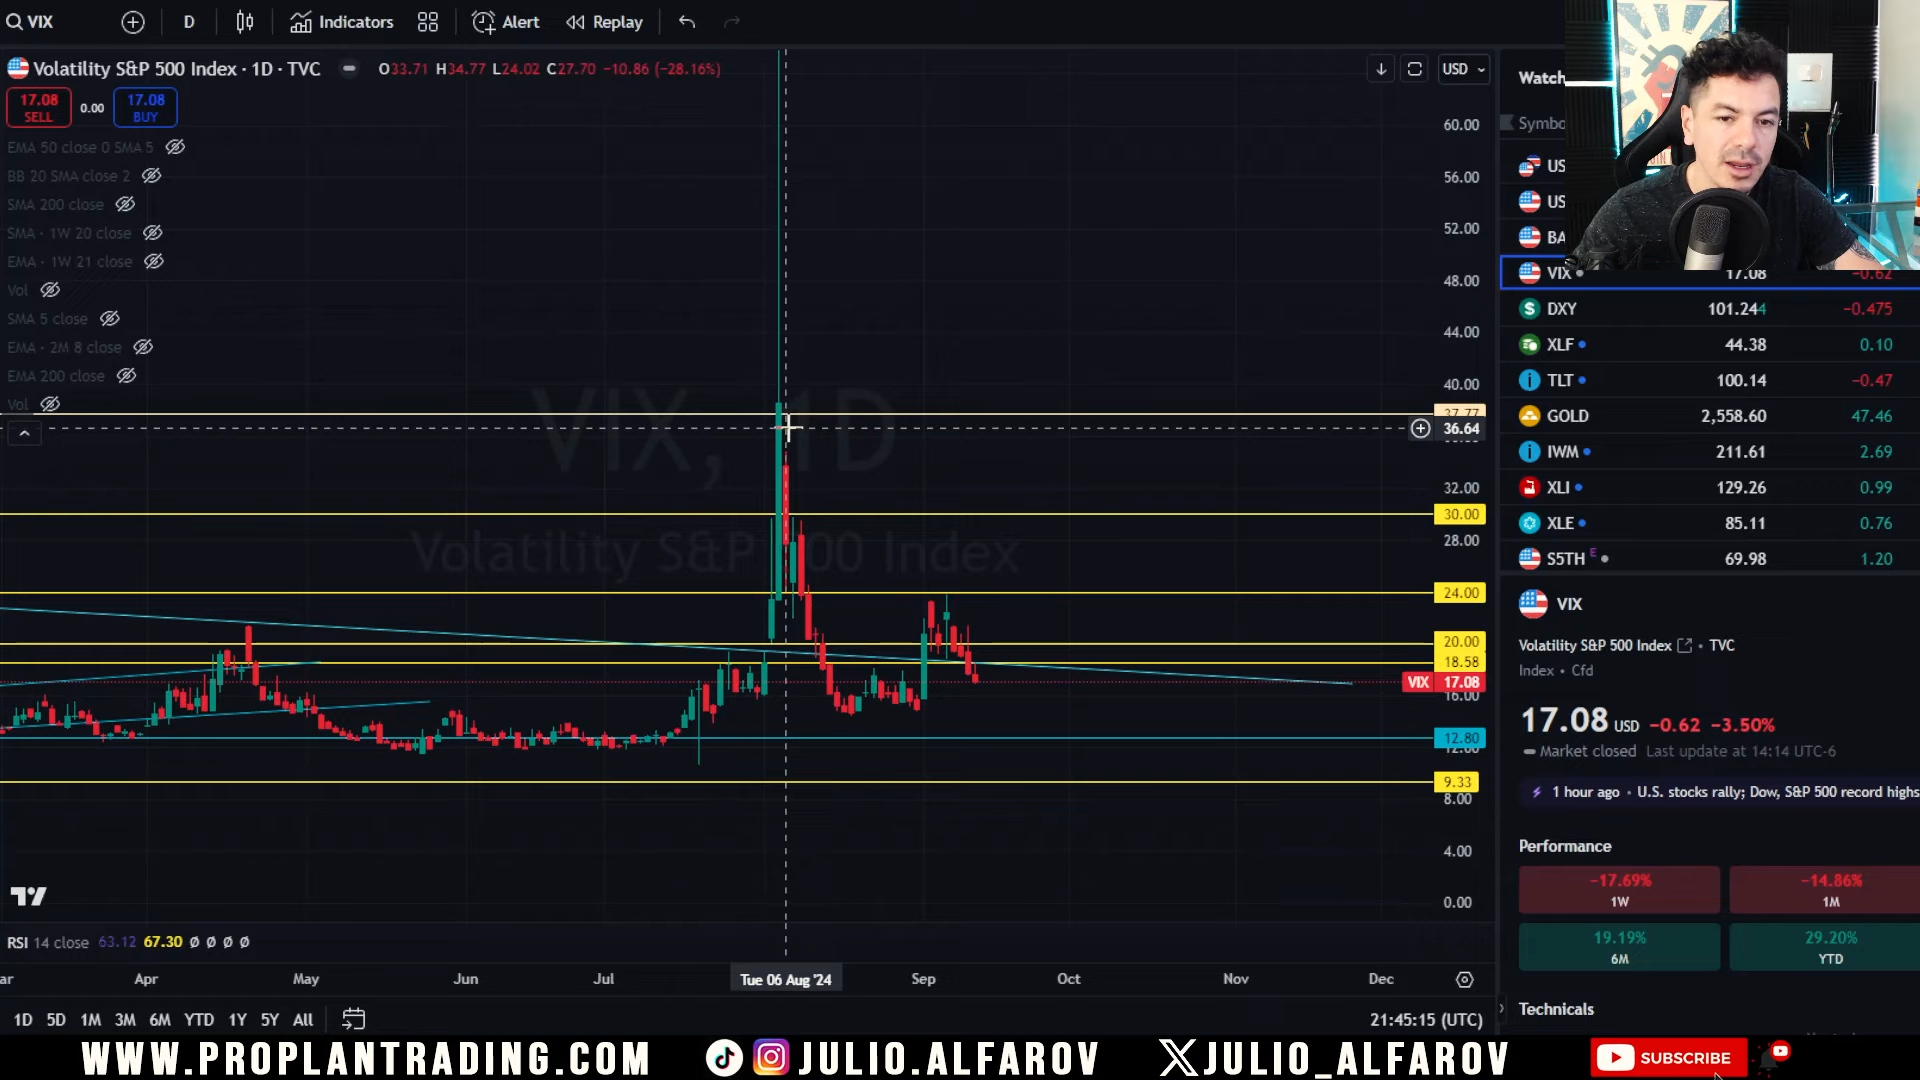 VIX
D
Indicators
Alert
Replay
Volatility S&P 500 Index · 1D · TVC
O33.71 H34.77 L24.02 C27.70 −10.86 (−28.16%)
USD
17.08
SELL
0.00
17.08
BUY
EMA 50 close 0 SMA 5
BB 20 SMA close 2
SMA 200 close
SMA · 1W 20 close
EMA · 1W 21 close
Vol
SMA 5 close
EMA · 2M 8 close
EMA 200 close
Vol
VIX, 1D
Volatility S&P 500 Index
60.00
56.00
52.00
48.00
44.00
40.00
37.77
36.64
32.00
30.00
28.00
24.00
20.00
18.58
VIX 17.08
16.00
12.80
12.00
9.33
8.00
4.00
0.00
RSI 14 close 63.12 67.30 Ø Ø Ø Ø
ar
Apr
May
Jun
Jul
Tue 06 Aug '24
Sep
Oct
Nov
Dec
1D 5D 1M 3M 6M YTD 1Y 5Y All
21:45:15 (UTC)
Watch
Symbo
US
US
BA
VIX 17.08 −0.62
DXY 101.244 −0.475
XLF 44.38 0.10
TLT 100.14 −0.47
GOLD 2,558.60 47.46
IWM 211.61 2.69
XLI 129.26 0.99
XLE 85.11 0.76
S5TH E 69.98 1.20
VIX
Volatility S&P 500 Index · TVC
Index · Cfd
17.08 USD −0.62 −3.50%
Market closed Last update at 14:14 UTC-6
1 hour ago · U.S. stocks rally; Dow, S&P 500 record highs
Performance
−17.69%
1W
−14.86%
1M
19.19%
6M
29.20%
YTD
Technicals
WWW.PROPLANTRADING.COM
JULIO.ALFAROV
JULIO_ALFAROV
SUBSCRIBE